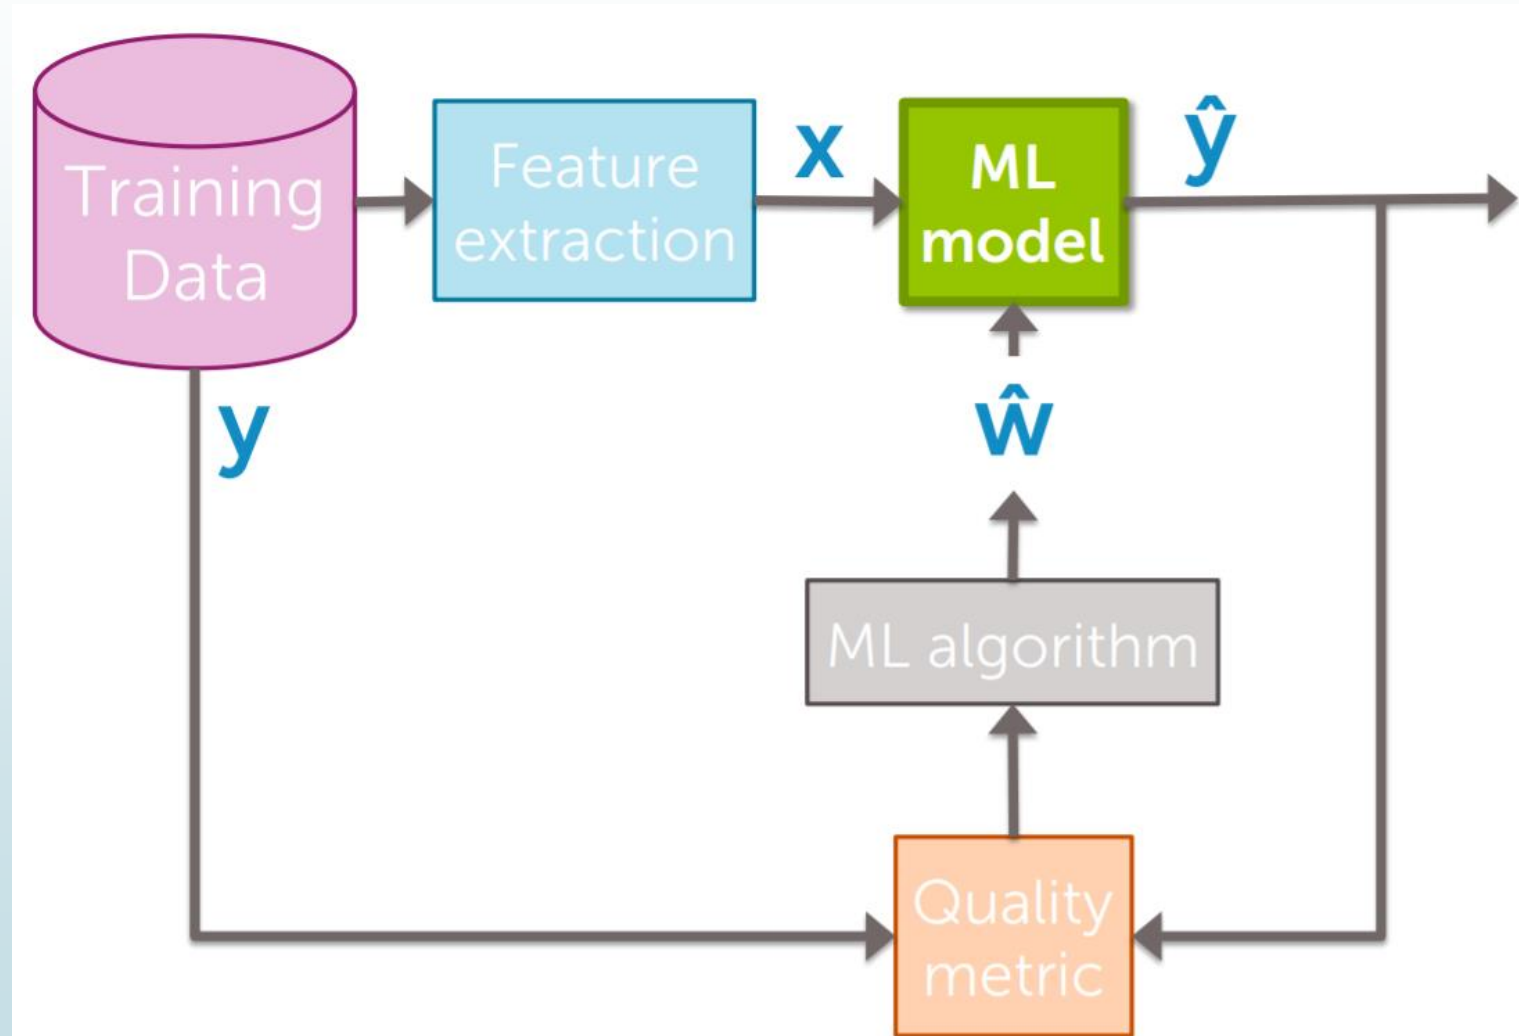 Training
Data
Feature
extraction
x
ML
model
ŷ
y
ŵ
ML algorithm
Quality
metric